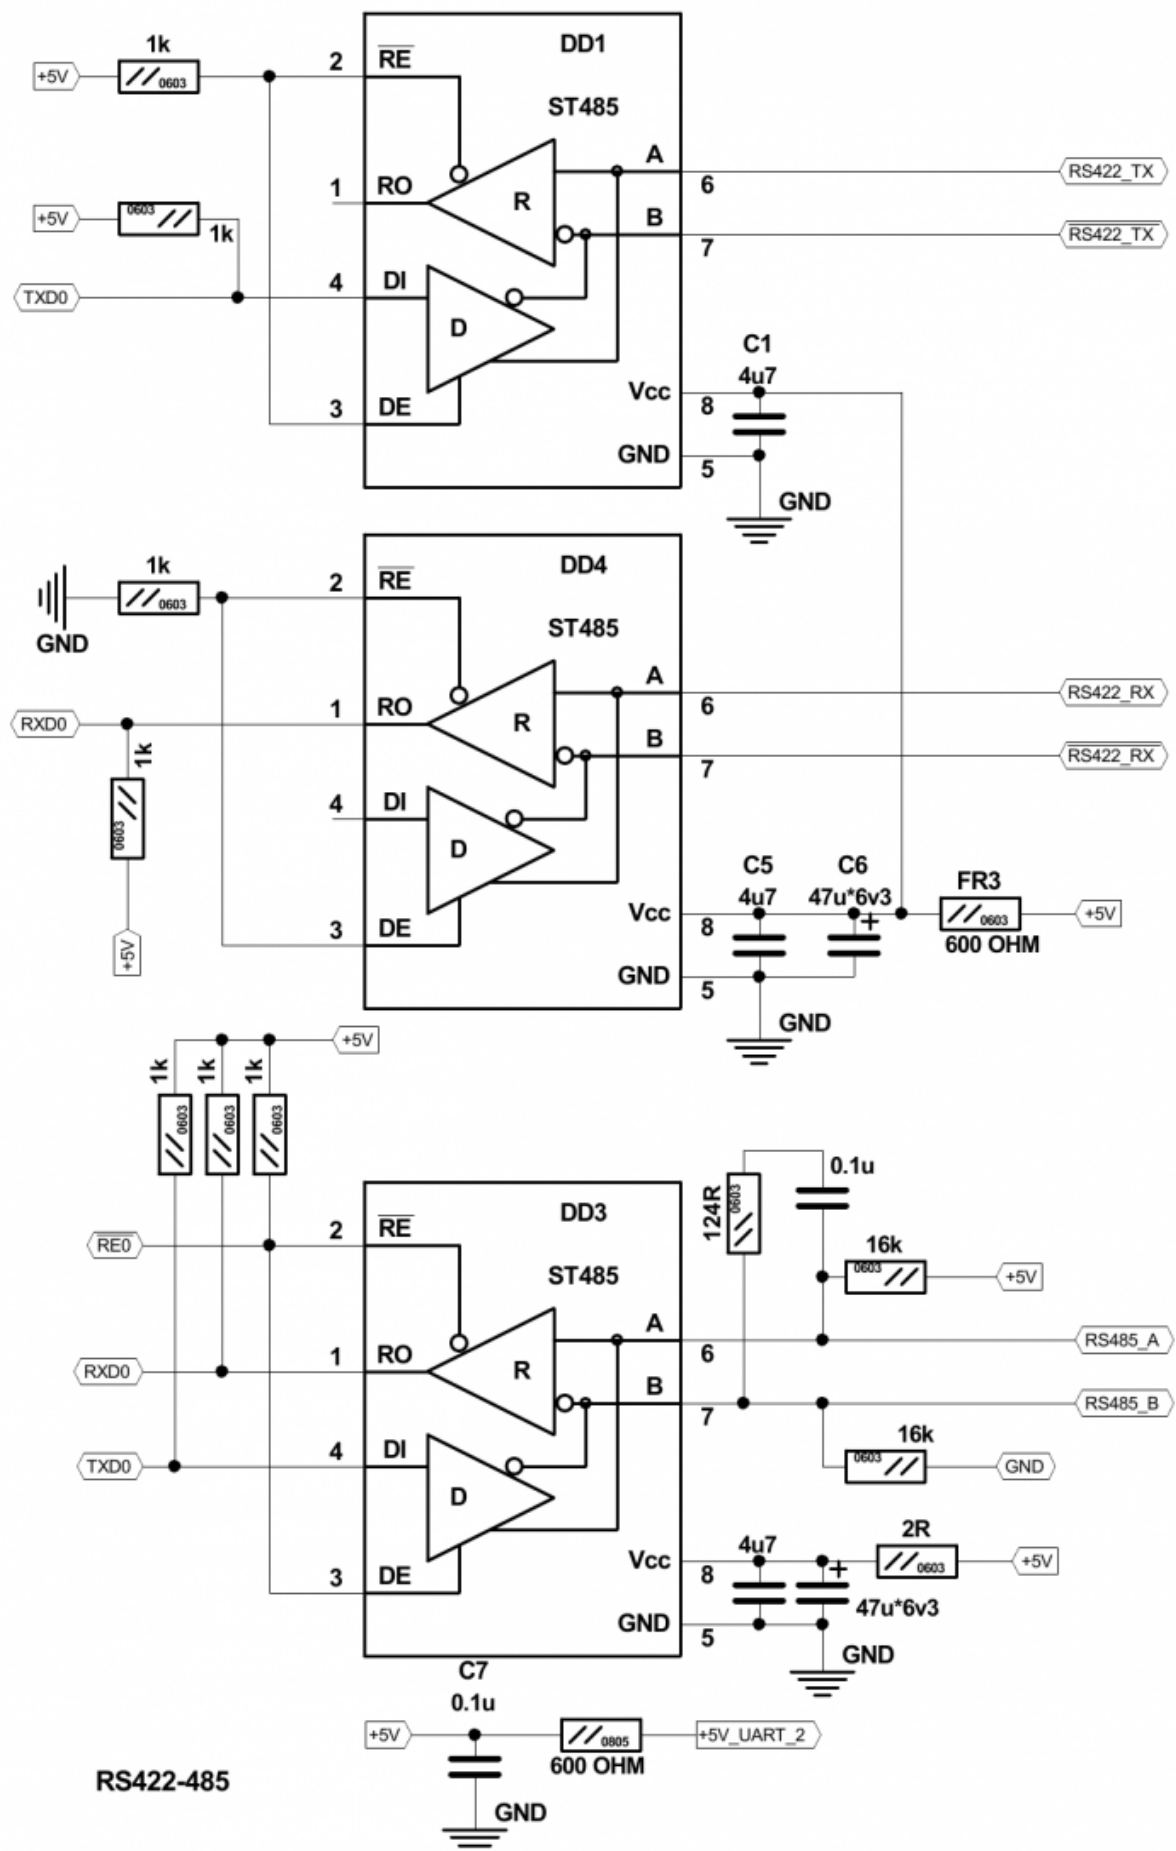 DD1
1k
+5V
0603
2
RE
ST485
A
6
RS422_TX
1
RO
R
+5V
0603
1k
B
7
RS422_TX
TXD0
4
DI
D
C1
4u7
3
DE
Vcc
8
GND
5
GND
DD4
1k
0603
GND
2
RE
ST485
A
6
RS422_RX
RXD0
1
RO
R
B
7
RS422_RX
1k
0603
+5V
4
DI
D
C5
4u7
C6
47u*6v3
+
FR3
0603
600 OHM
+5V
3
DE
Vcc
8
GND
5
GND
+5V
1k
1k
1k
0603
0603
0603
DD3
124R
0603
0.1u
RE0
2
RE
ST485
16k
0603
+5V
A
6
RS485_A
RXD0
1
RO
R
B
7
RS485_B
TXD0
4
DI
D
16k
0603
GND
3
DE
Vcc
8
4u7
+
47u*6v3
2R
0603
+5V
GND
5
GND
C7
0.1u
+5V
0805
600 OHM
+5V_UART_2
GND
RS422-485